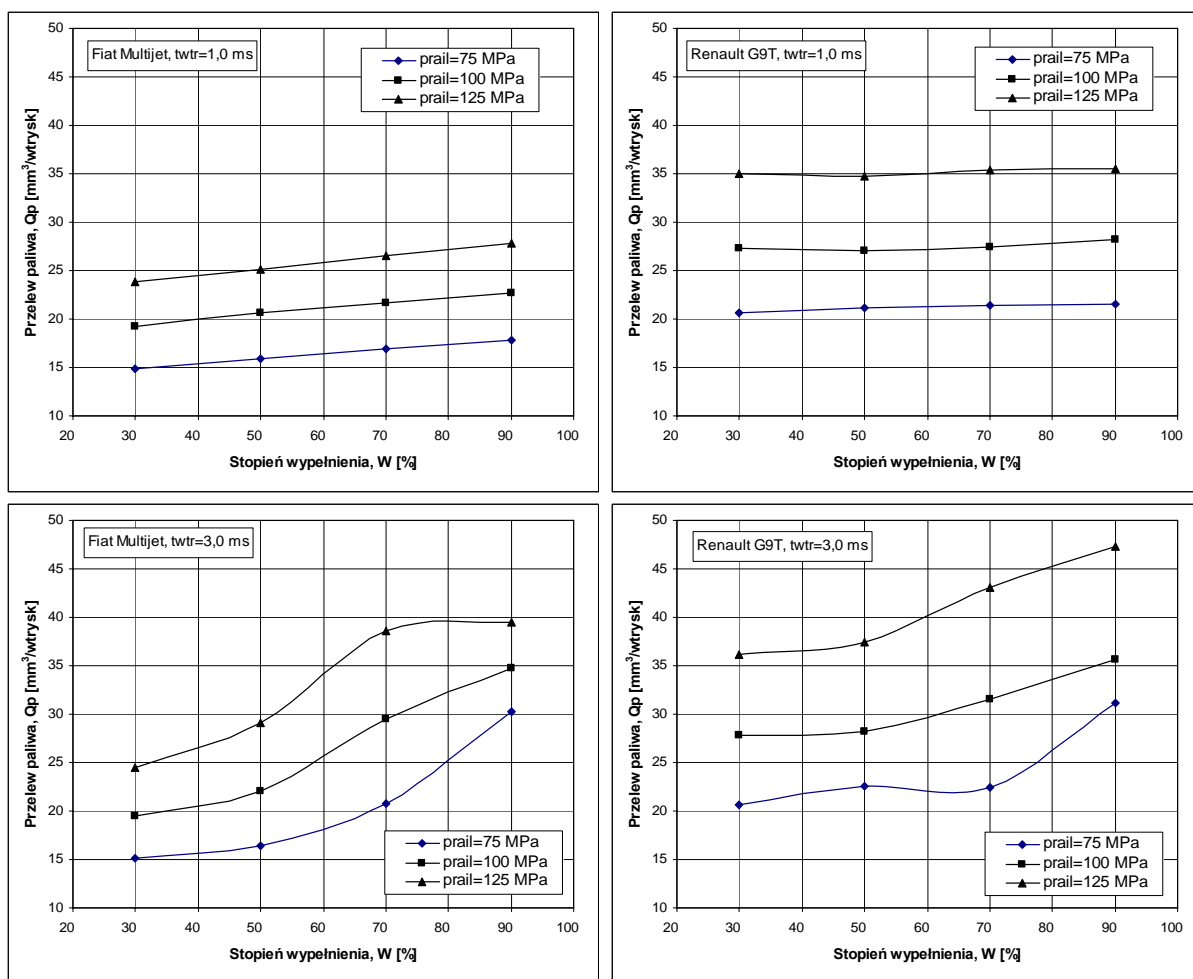 Fiat Multijet, twtr=1,0 ms
prail=75 MPa
prail=100 MPa
prail=125 MPa
Przelew paliwa, Qp [mm³/wtrysk]
50
45
40
35
30
25
20
15
10
20 30 40 50 60 70 80 90 100
Stopień wypełnienia, W [%]
Renault G9T, twtr=1,0 ms
prail=75 MPa
prail=100 MPa
prail=125 MPa
Przelew paliwa, Qp [mm³/wtrysk]
50
45
40
35
30
25
20
15
10
20 30 40 50 60 70 80 90 100
Stopień wypełnienia, W [%]
Fiat Multijet, twtr=3,0 ms
Przelew paliwa, Qp [mm³/wtrysk]
50
45
40
35
30
25
20
15
10
prail=75 MPa
prail=100 MPa
prail=125 MPa
20 30 40 50 60 70 80 90 100
Stopień wypełnienia, W [%]
Renault G9T, twtr=3,0 ms
Przelew paliwa, Qp [mm³/wtrysk]
50
45
40
35
30
25
20
15
10
prail=75 MPa
prail=100 MPa
prail=125 MPa
20 30 40 50 60 70 80 90 100
Stopień wypełnienia, W [%]